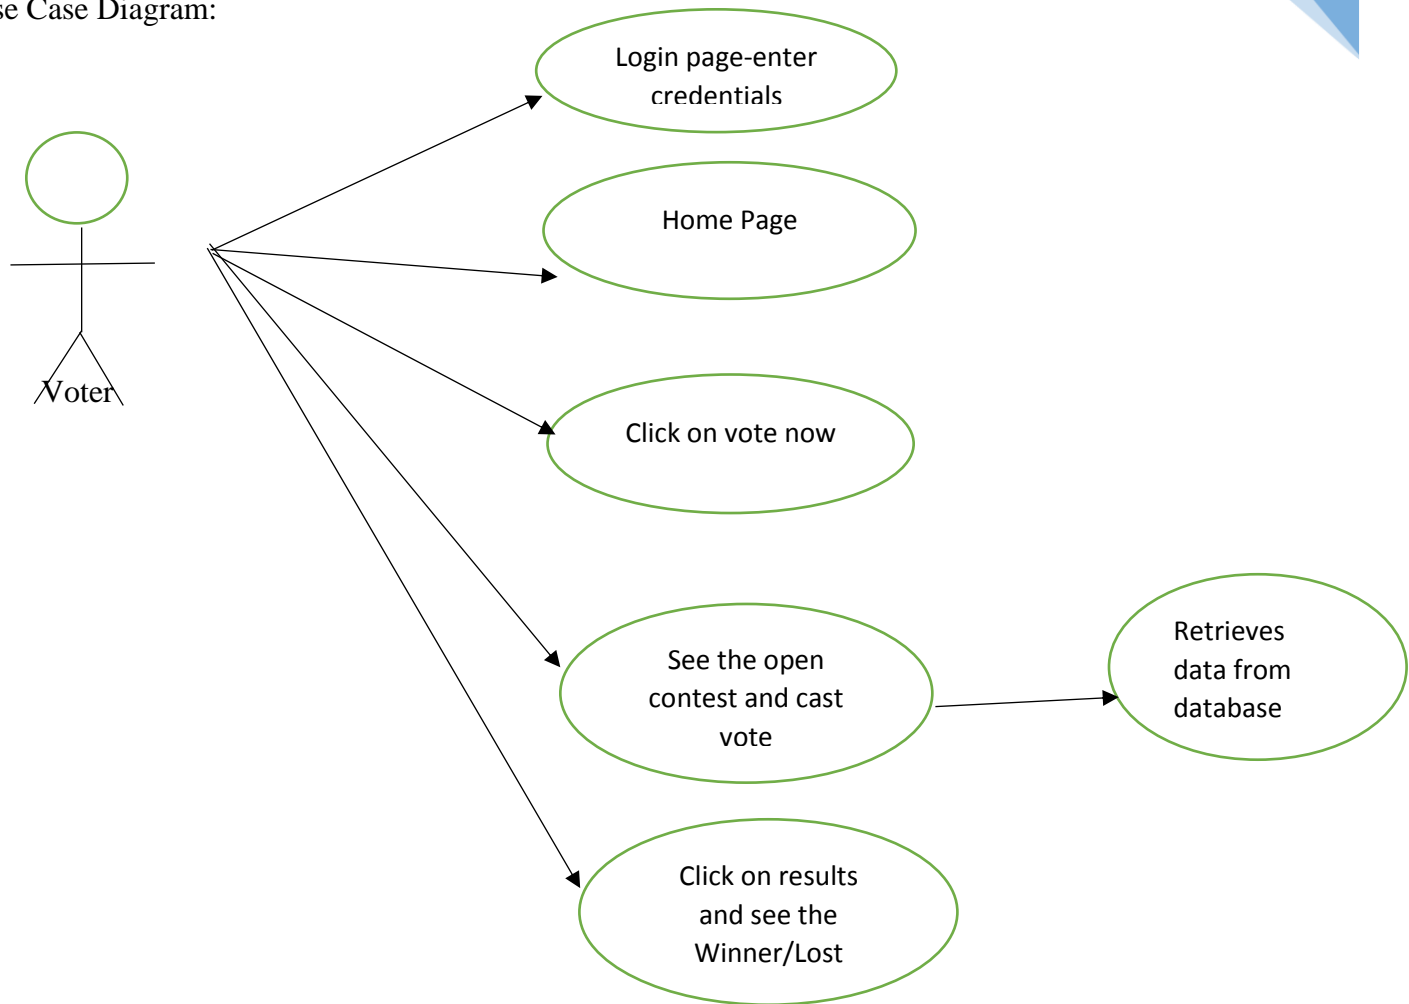 se Case Diagram:
Login page-enter
credentials
Home Page
Voter
Click on vote now
See the open
contest and cast
vote
Retrieves
data from
database
Click on results
and see the
Winner/Lost